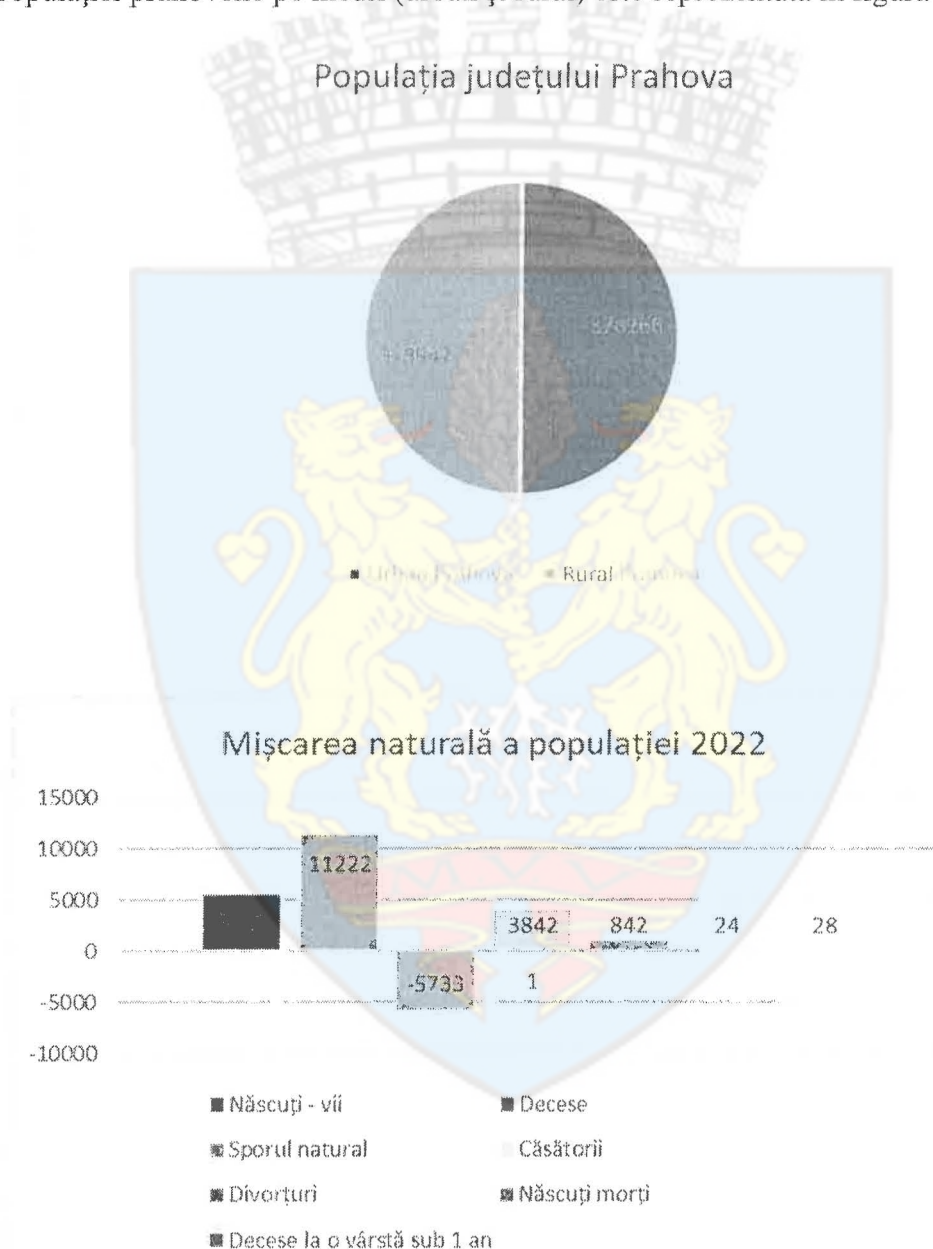 Populația județului Prahova
Rural
Mișcarea naturală a populației 2022
15000
10000
5000
0
-5000
-10000
11222
-5733
3842
842
24
28
1
Născuți - vii
Decese
Sporul natural
Căsătorii
Divorțuri
Născuți morți
Decese la o vârstă sub 1 an